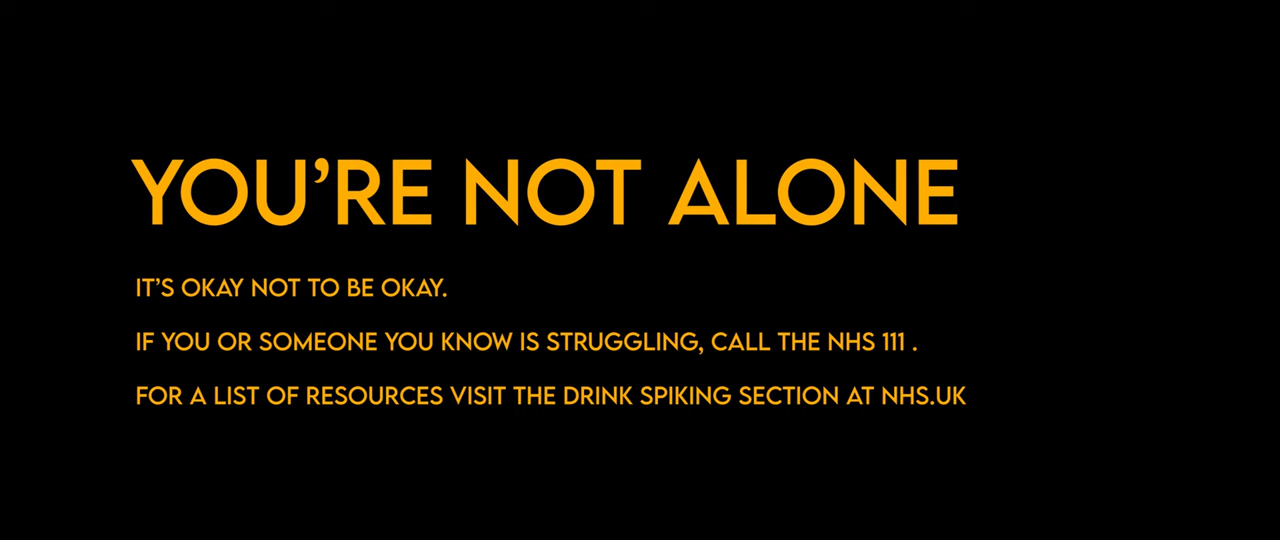 YOU'RE NOT ALONE
IT'S OKAY NOT TO BE OKAY.
IF YOU OR SOMEONE YOU KNOW IS STRUGGLING, CALL THE NHS 111 .
FOR A LIST OF RESOURCES VISIT THE DRINK SPIKING SECTION AT NHS.UK